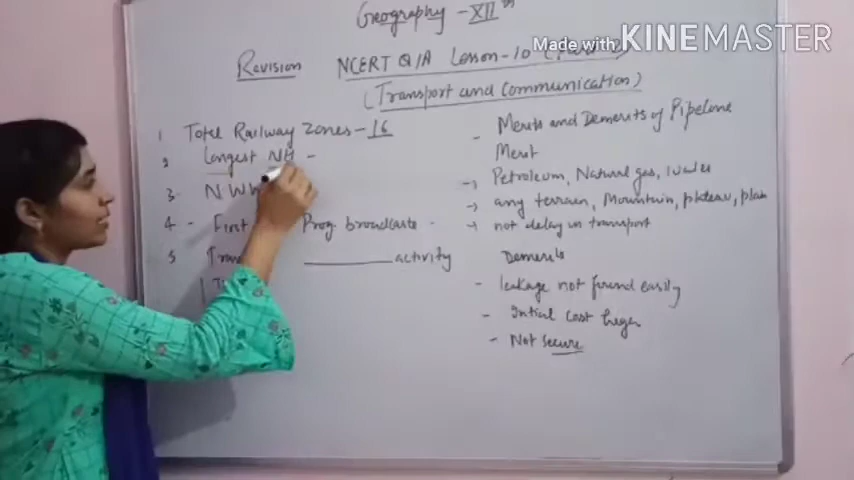 Geography - XII th
Made with KINEMASTER
Revision NCERT Q/A Lesson-10
(Transport and Communication)
1 Total Railway Zones - 16
2 Longest NH -
3. NWN
4 - First Prog. broadcaste -
5 activity
- Merits and Demerits of Pipeline
Merit
-> Petroleum, Natural gas, water
-> any terrain, Mountain, plateau, plain
-> not delay in transport
Demerits
- leakage not found easily
- Initial cost
- Not secure